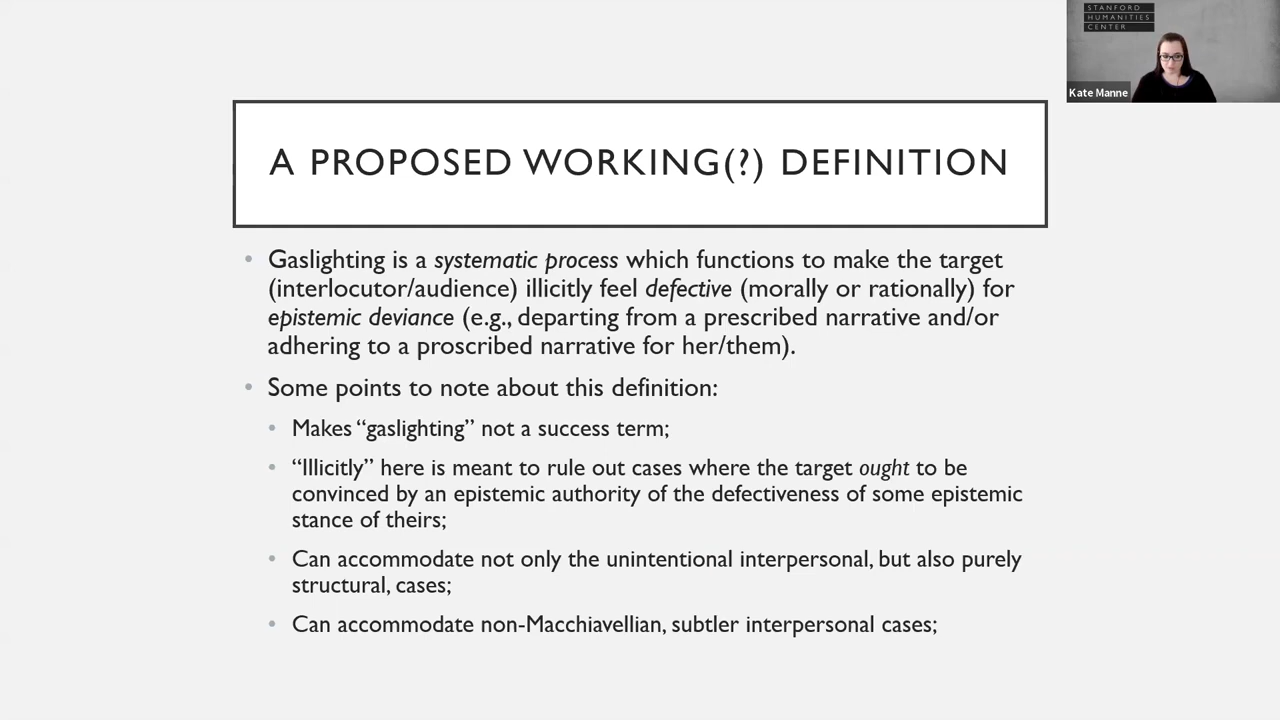 STANFORD
HUMANITIES
CENTER
Kate Manne
A PROPOSED WORKING(?) DEFINITION
• Gaslighting is a systematic process which functions to make the target
(interlocutor/audience) illicitly feel defective (morally or rationally) for
epistemic deviance (e.g., departing from a prescribed narrative and/or
adhering to a proscribed narrative for her/them).
• Some points to note about this definition:
• Makes “gaslighting” not a success term;
• “Illicitly” here is meant to rule out cases where the target ought to be
convinced by an epistemic authority of the defectiveness of some epistemic
stance of theirs;
• Can accommodate not only the unintentional interpersonal, but also purely
structural, cases;
• Can accommodate non-Macchiavellian, subtler interpersonal cases;